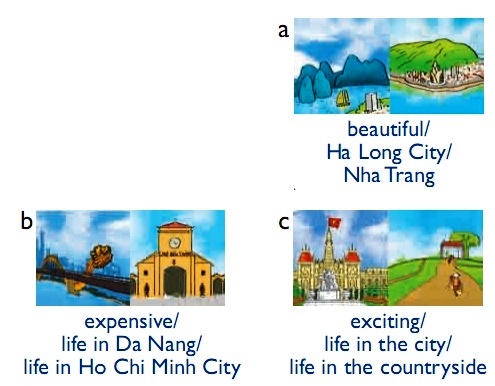 a
beautiful/
Ha Long City/
Nha Trang
b
expensive/
life in Da Nang/
life in Ho Chi Minh City
c
exciting/
life in the city/
life in the countryside